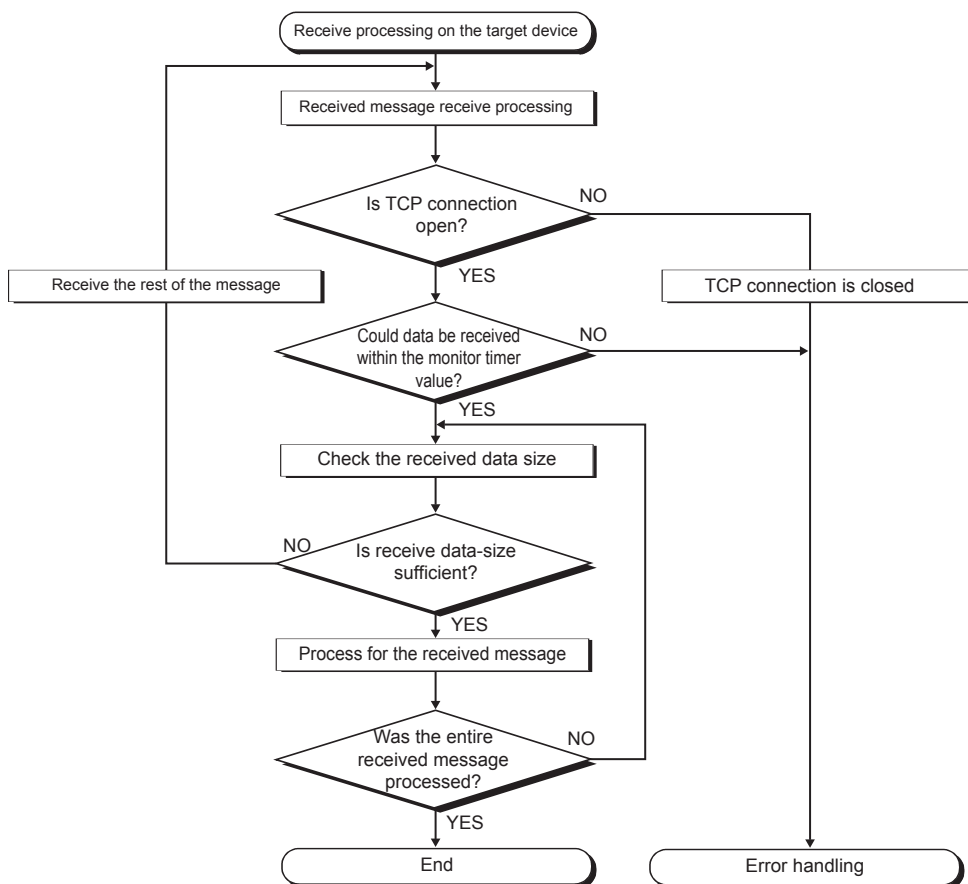 Receive processing on the target device
Received message receive processing
Is TCP connection
open?
NO
YES
Receive the rest of the message
TCP connection is closed
Could data be received
within the monitor timer
value?
NO
YES
Check the received data size
NO
Is receive data-size
sufficient?
YES
Process for the received message
Was the entire
received message
processed?
NO
YES
End
Error handling